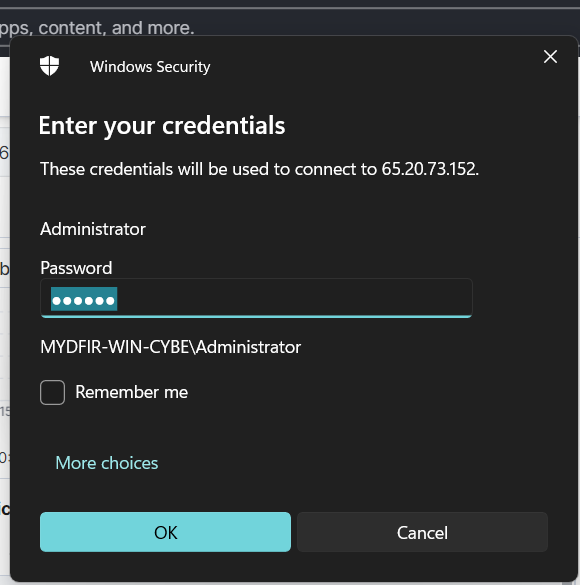 pps, content, and more.
Windows Security
Enter your credentials
These credentials will be used to connect to 65.20.73.152.
Administrator
Password
●●●●●●
MYDFIR-WIN-CYBE\Administrator
Remember me
More choices
OK
Cancel